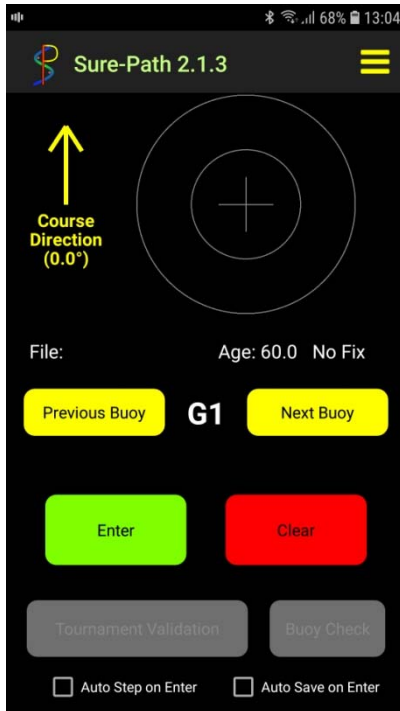 68% 13:04
Sure-Path 2.1.3
Course
Direction
(0.0°)
File: Age: 60.0 No Fix
Previous Buoy G1 Next Buoy
Enter Clear
Tournament Validation Buoy Check
Auto Step on Enter Auto Save on Enter